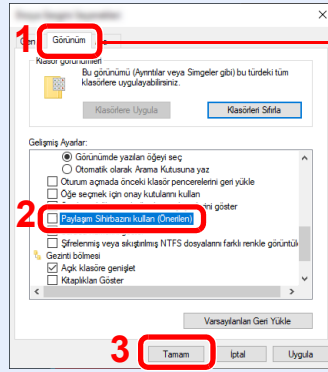 1
Gen
Görünüm
Klasör görünümleri
Bu görünümü (Ayrıntılar veya Simgeler gibi) bu türdeki tüm
klasörlere uygulayabilirsiniz.
Klasörlere Uygula
Klasörleri Sıfırla
Gelişmiş Ayarlar:
Görünümde yazılan öğeyi seç
Otomatik olarak Arama Kutusuna yaz
Oturum açmada önceki klasör pencerelerini geri yükle
Öğe seçmek için onay kutularını kullan
ini göster
2
Paylaşım Sihirbazını kullan (Önerilen)
Şifrelenmiş veya sıkıştırılmış NTFS dosyalarını farklı renkle görüntül
Gezinti bölmesi
Açık klasöre genişlet
Kitaplıkları Göster
Varsayılanları Geri Yükle
3
Tamam
İptal
Uygula